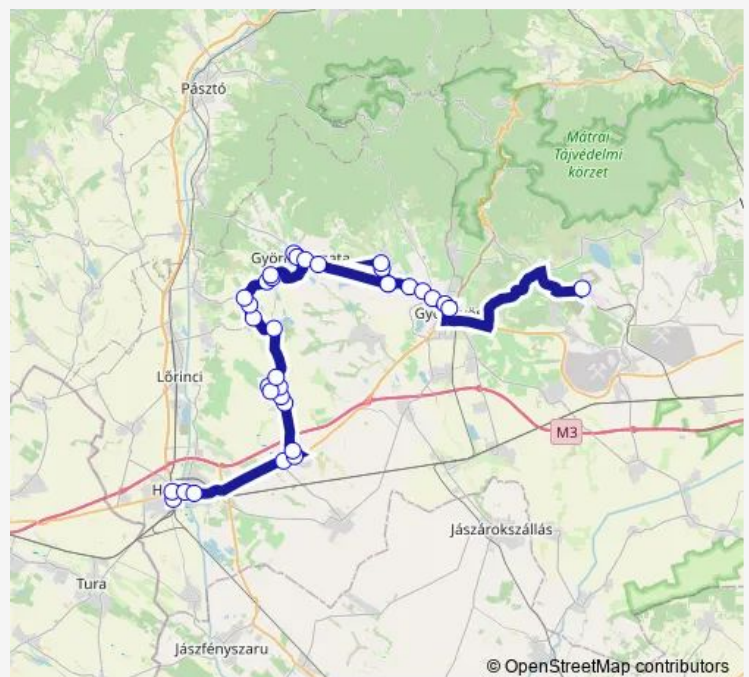 Pásztó
Mátrai
Tájvédelmi
körzet
Lőrinci
M3
Jászárokszállás
Tura
Jászfényszaru
© OpenStreetMap contributors